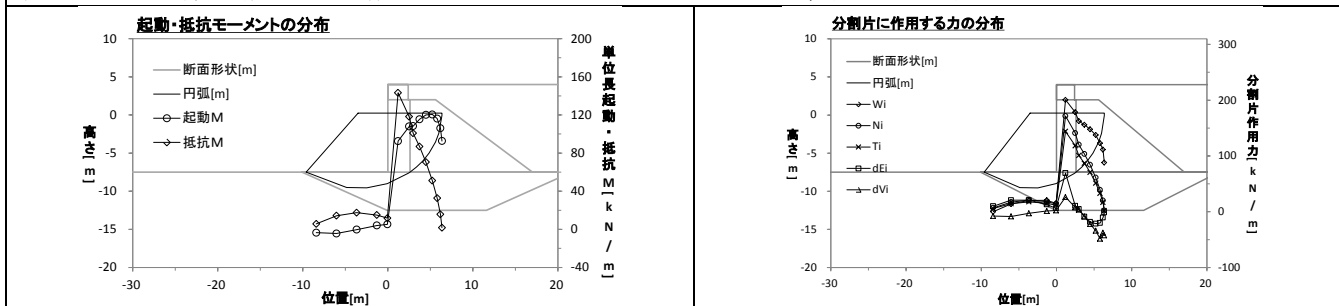 起動・抵抗モーメントの分布
10
5
0
-5
-10
-15
-20
高さ[m]
断面形状[m]
円弧[m]
起動M
抵抗M
200
160
120
80
40
0
-40
単位長起動・抵抗M[kN/m]
-30
-20
-10
0
10
20
位置[m]
分割片に作用する力の分布
10
5
0
-5
-10
-15
-20
高さ[m]
断面形状[m]
円弧[m]
Wi
Ni
Ti
dEi
dVi
300
200
100
0
-100
分割片作用力[kN/m]
-30
-20
-10
0
10
20
位置[m]